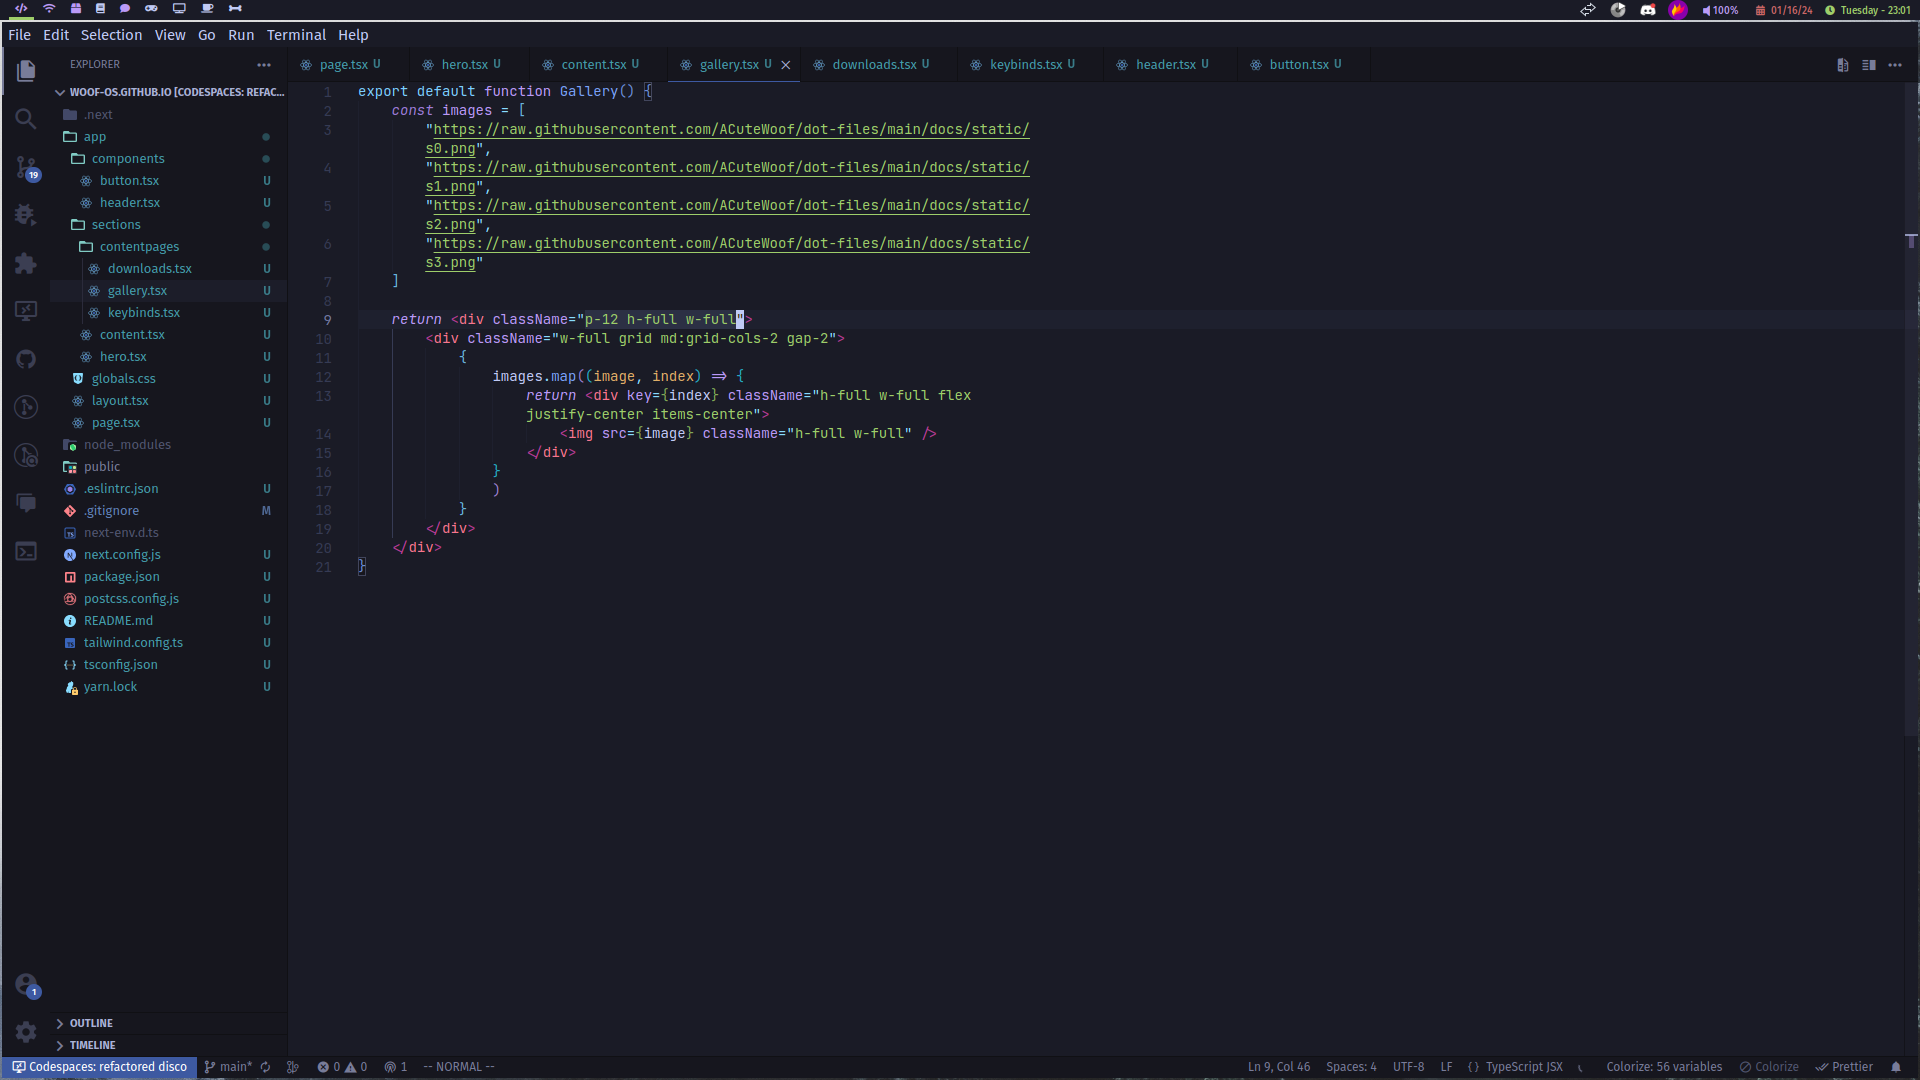 100%
01/16/24
Tuesday - 23:01
File Edit Selection View Go Run Terminal Help
EXPLORER
page.tsx U
hero.tsx U
content.tsx U
gallery.tsx U
downloads.tsx U
keybinds.tsx U
header.tsx U
button.tsx U
WOOF-OS.GITHUB.IO [CODESPACES: REFAC...
.next
app
components
button.tsx U
header.tsx U
sections
contentpages
downloads.tsx U
gallery.tsx U
keybinds.tsx U
content.tsx U
hero.tsx U
globals.css U
layout.tsx U
page.tsx U
node_modules
public
.eslintrc.json U
.gitignore M
next-env.d.ts
next.config.js U
package.json U
postcss.config.js U
README.md U
tailwind.config.ts U
tsconfig.json U
yarn.lock U
19
1
OUTLINE
TIMELINE
1 export default function Gallery() {
2 const images = [
3 "https://raw.githubusercontent.com/ACuteWoof/dot-files/main/docs/static/
s0.png",
4 "https://raw.githubusercontent.com/ACuteWoof/dot-files/main/docs/static/
s1.png",
5 "https://raw.githubusercontent.com/ACuteWoof/dot-files/main/docs/static/
s2.png",
6 "https://raw.githubusercontent.com/ACuteWoof/dot-files/main/docs/static/
s3.png"
7 ]
8
9 return <div className="p-12 h-full w-full">
10 <div className="w-full grid md:grid-cols-2 gap-2">
11 {
12 images.map((image, index) => {
13 return <div key={index} className="h-full w-full flex
justify-center items-center">
14 <img src={image} className="h-full w-full" />
15 </div>
16 }
17 )
18 }
19 </div>
20 </div>
21 }
Codespaces: refactored disco
main*
0 0
1
-- NORMAL --
Ln 9, Col 46
Spaces: 4
UTF-8
LF
{ } TypeScript JSX
Colorize: 56 variables
Colorize
Prettier